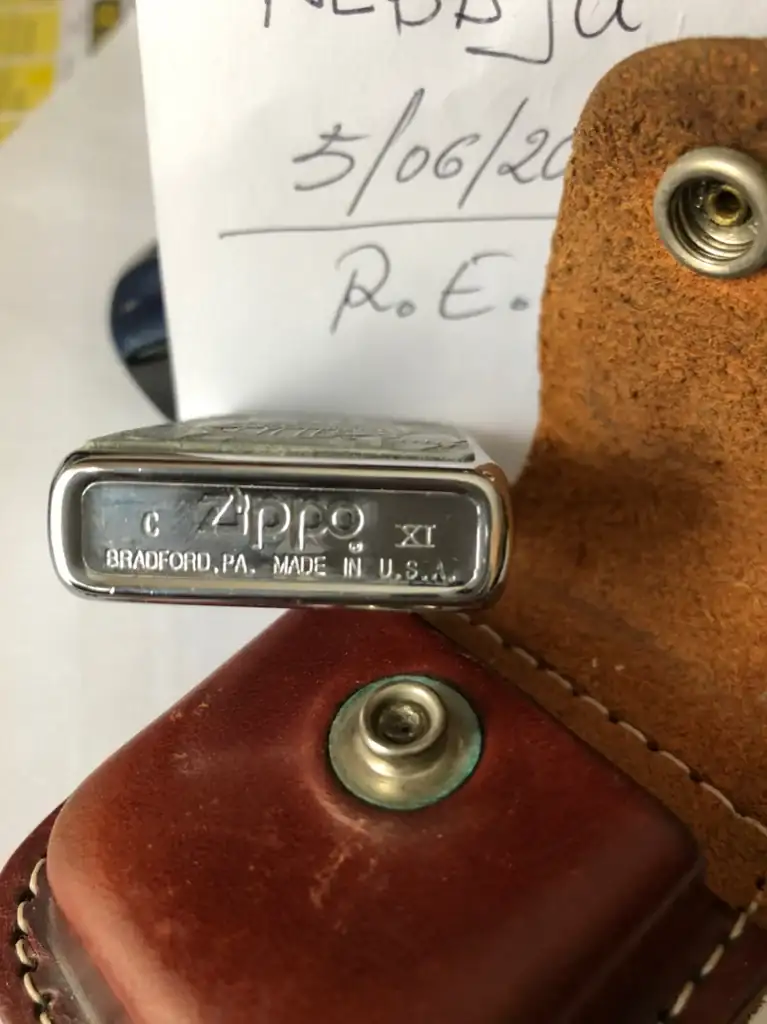 5/06/20
R.E.
C Zippo XI
BRADFORD, PA. MADE IN U.S.A.